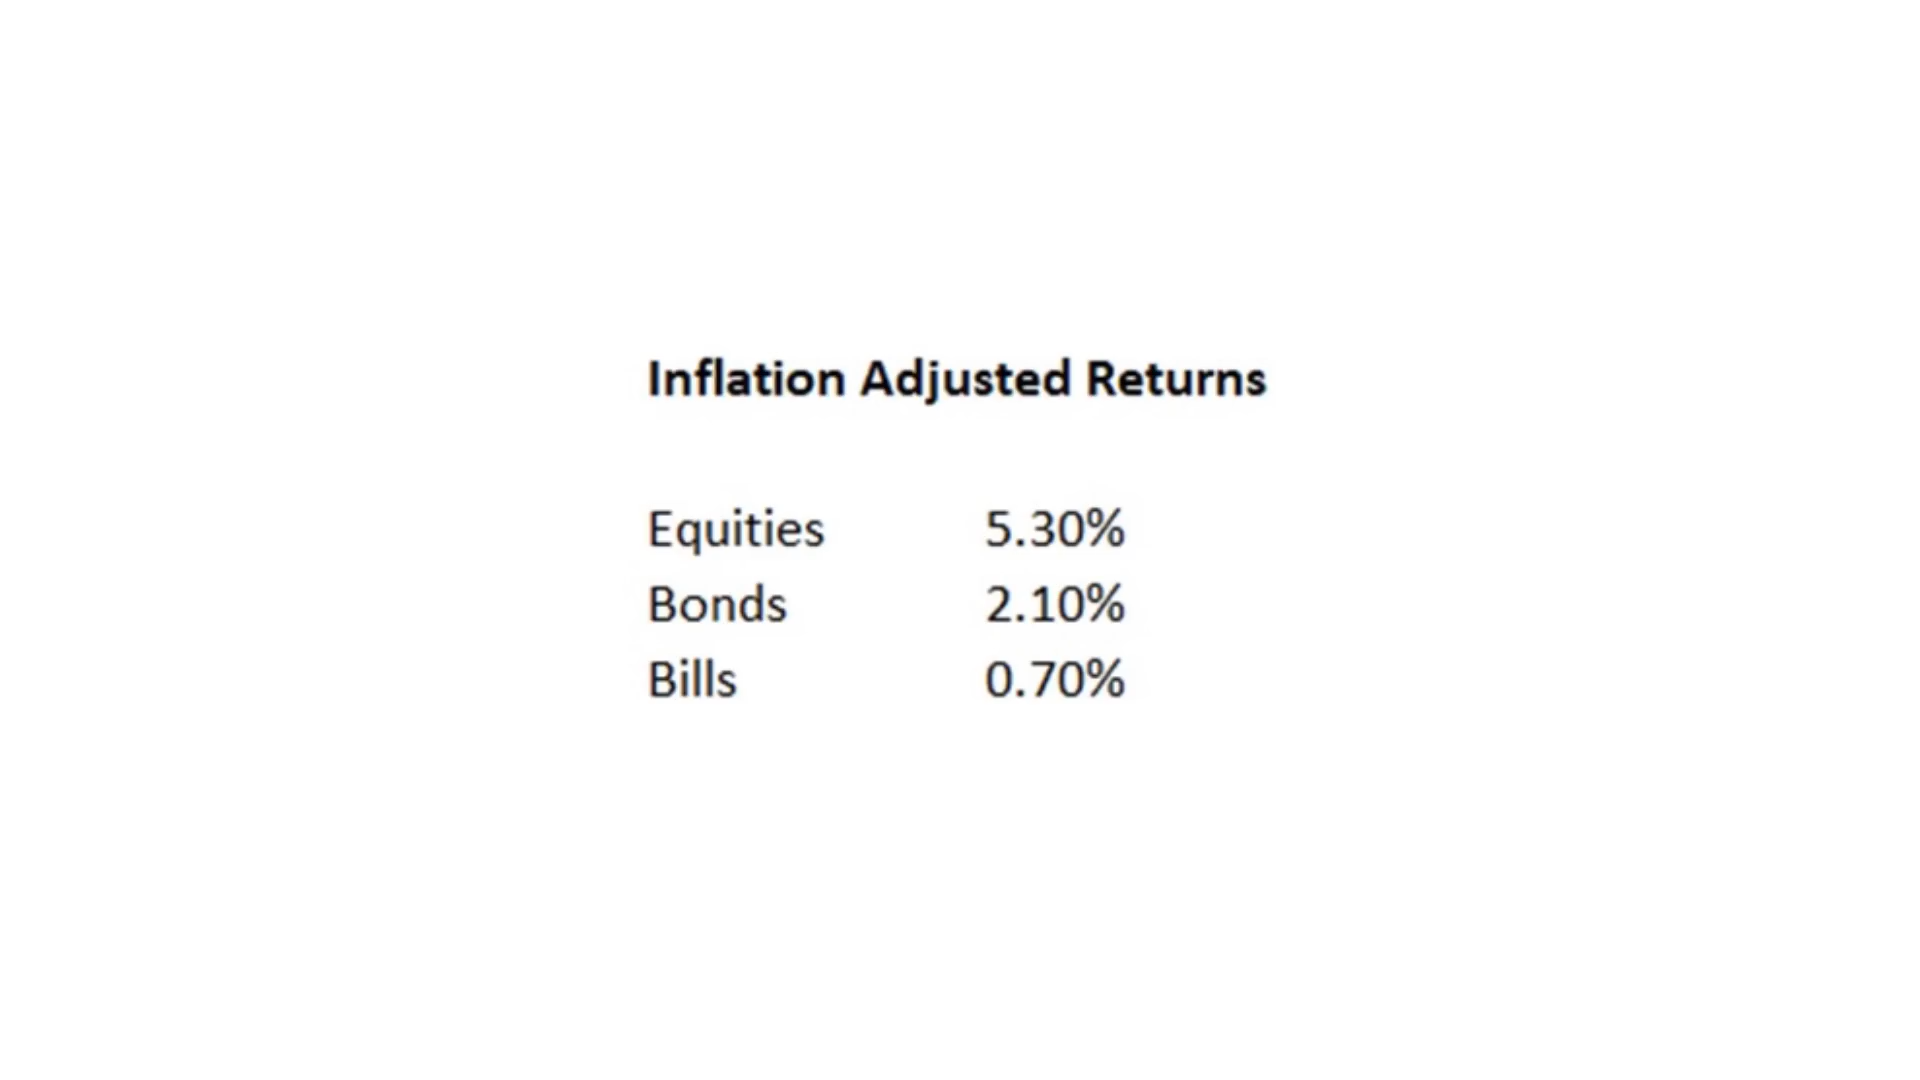 Inflation Adjusted Returns
Equities 5.30%
Bonds 2.10%
Bills 0.70%